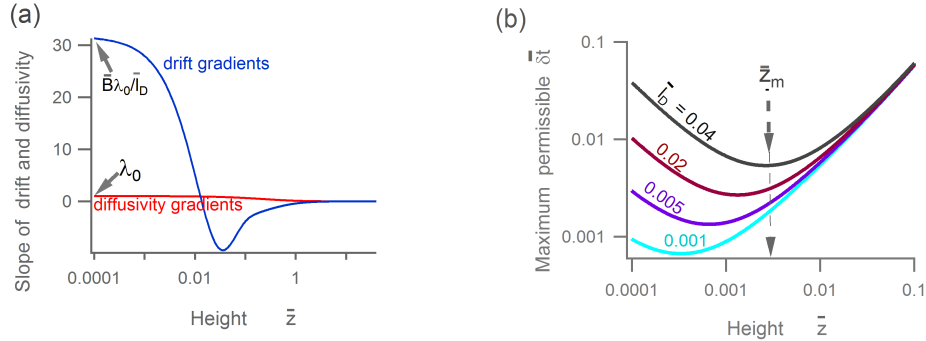 (a)
Slope of drift and diffusivity
30
20
10
0
drift gradients
B̄λ₀/l̄_D
λ₀
diffusivity gradients
0.0001
0.01
1
Height z̄
(b)
Maximum permissible δ̄t
0.1
0.01
0.001
z̄ₘ
l̄_D = 0.04
0.02
0.005
0.001
0.0001
0.001
0.01
0.1
Height z̄